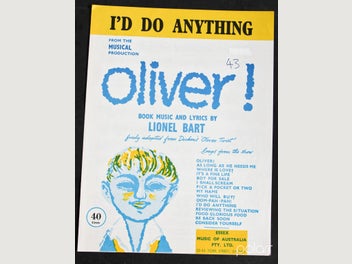 I'D DO ANYTHING
FROM THE
MUSICAL
PRODUCTION
43
oliver!
BOOK MUSIC AND LYRICS BY
LIONEL BART
freely adapted from Dickens' 'Oliver Twist'
Songs from the show
OLIVER!
AS LONG AS HE NEEDS ME
WHERE IS LOVE?
IT'S A FINE LIFE
BOY FOR SALE
I SHALL SCREAM
PICK A POCKET OR TWO
MY NAME
WHO WILL BUY?
OOM-PAH-PAH!
I'D DO ANYTHING
REVIEWING THE SITUATION
FOOD GLORIOUS FOOD
BE BACK SOON
CONSIDER YOURSELF
40
ESSEX
MUSIC OF AUSTRALIA
PTY. LTD.